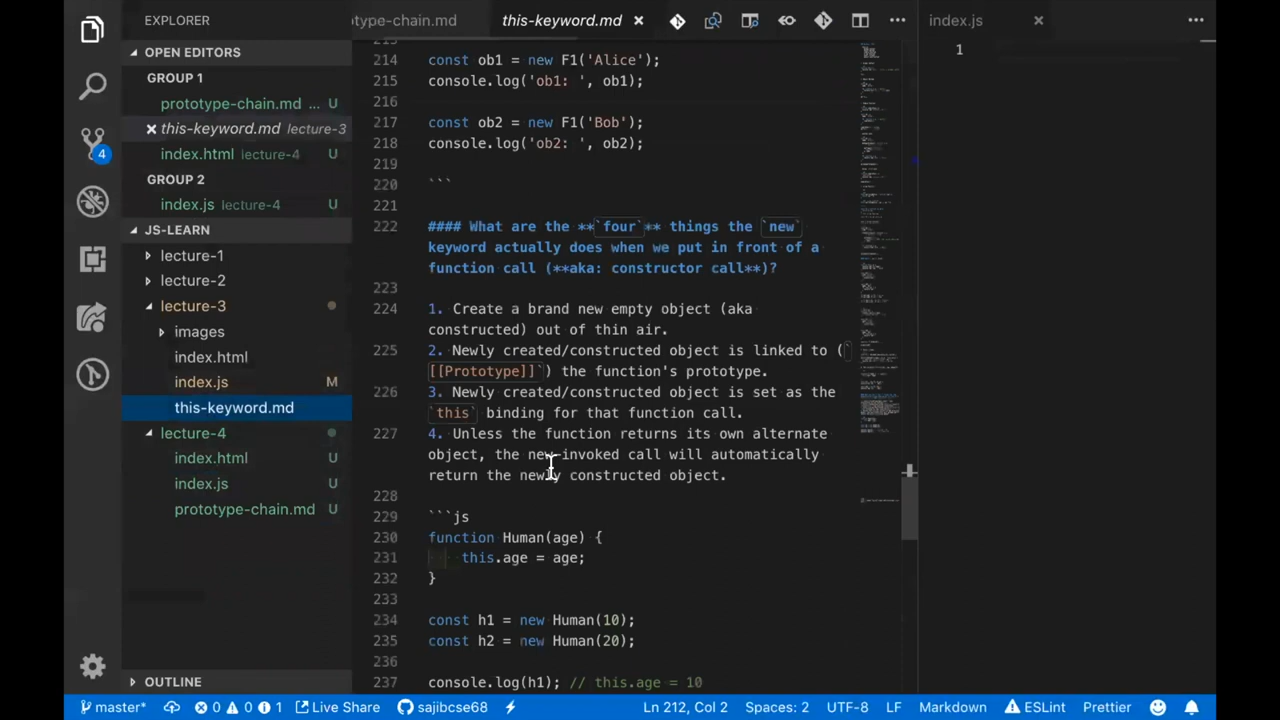 EXPLORER
OPEN EDITORS
GROUP 1
prototype-chain.md ... U
this-keyword.md lecture-3
index.html lecture-4 U
GROUP 2
index.js lecture-4 U
JS-LEARN
lecture-1
lecture-2
lecture-3
images
index.html
index.js M
this-keyword.md
lecture-4
index.html U
index.js U
prototype-chain.md U
OUTLINE
4
otype-chain.md
this-keyword.md
214 const ob1 = new F1('Alice');
215 console.log('ob1: ', ob1);
216
217 const ob2 = new F1('Bob');
218 console.log('ob2: ', ob2);
219
220 ```
221
222 #### What are the **`four`** things the `new`
keyword actually does when we put in front of a
function call (**aka: constructor call**)?
223
224 1. Create a brand new empty object (aka
constructed) out of thin air.
225 2. Newly created/constructed object is linked to (`
[[Prototype]]`) the function's prototype.
226 3. Newly created/constructed object is set as the
`this` binding for that function call.
227 4. Unless the function returns its own alternate
object, the new-invoked call will automatically
return the newly constructed object.
228
229 ```js
230 function Human(age) {
231 this.age = age;
232 }
233
234 const h1 = new Human(10);
235 const h2 = new Human(20);
236
237 console.log(h1); // this.age = 10
index.js
1
master* 0 0 1 Live Share sajibcse68 Ln 212, Col 2 Spaces: 2 UTF-8 LF Markdown ESLint Prettier